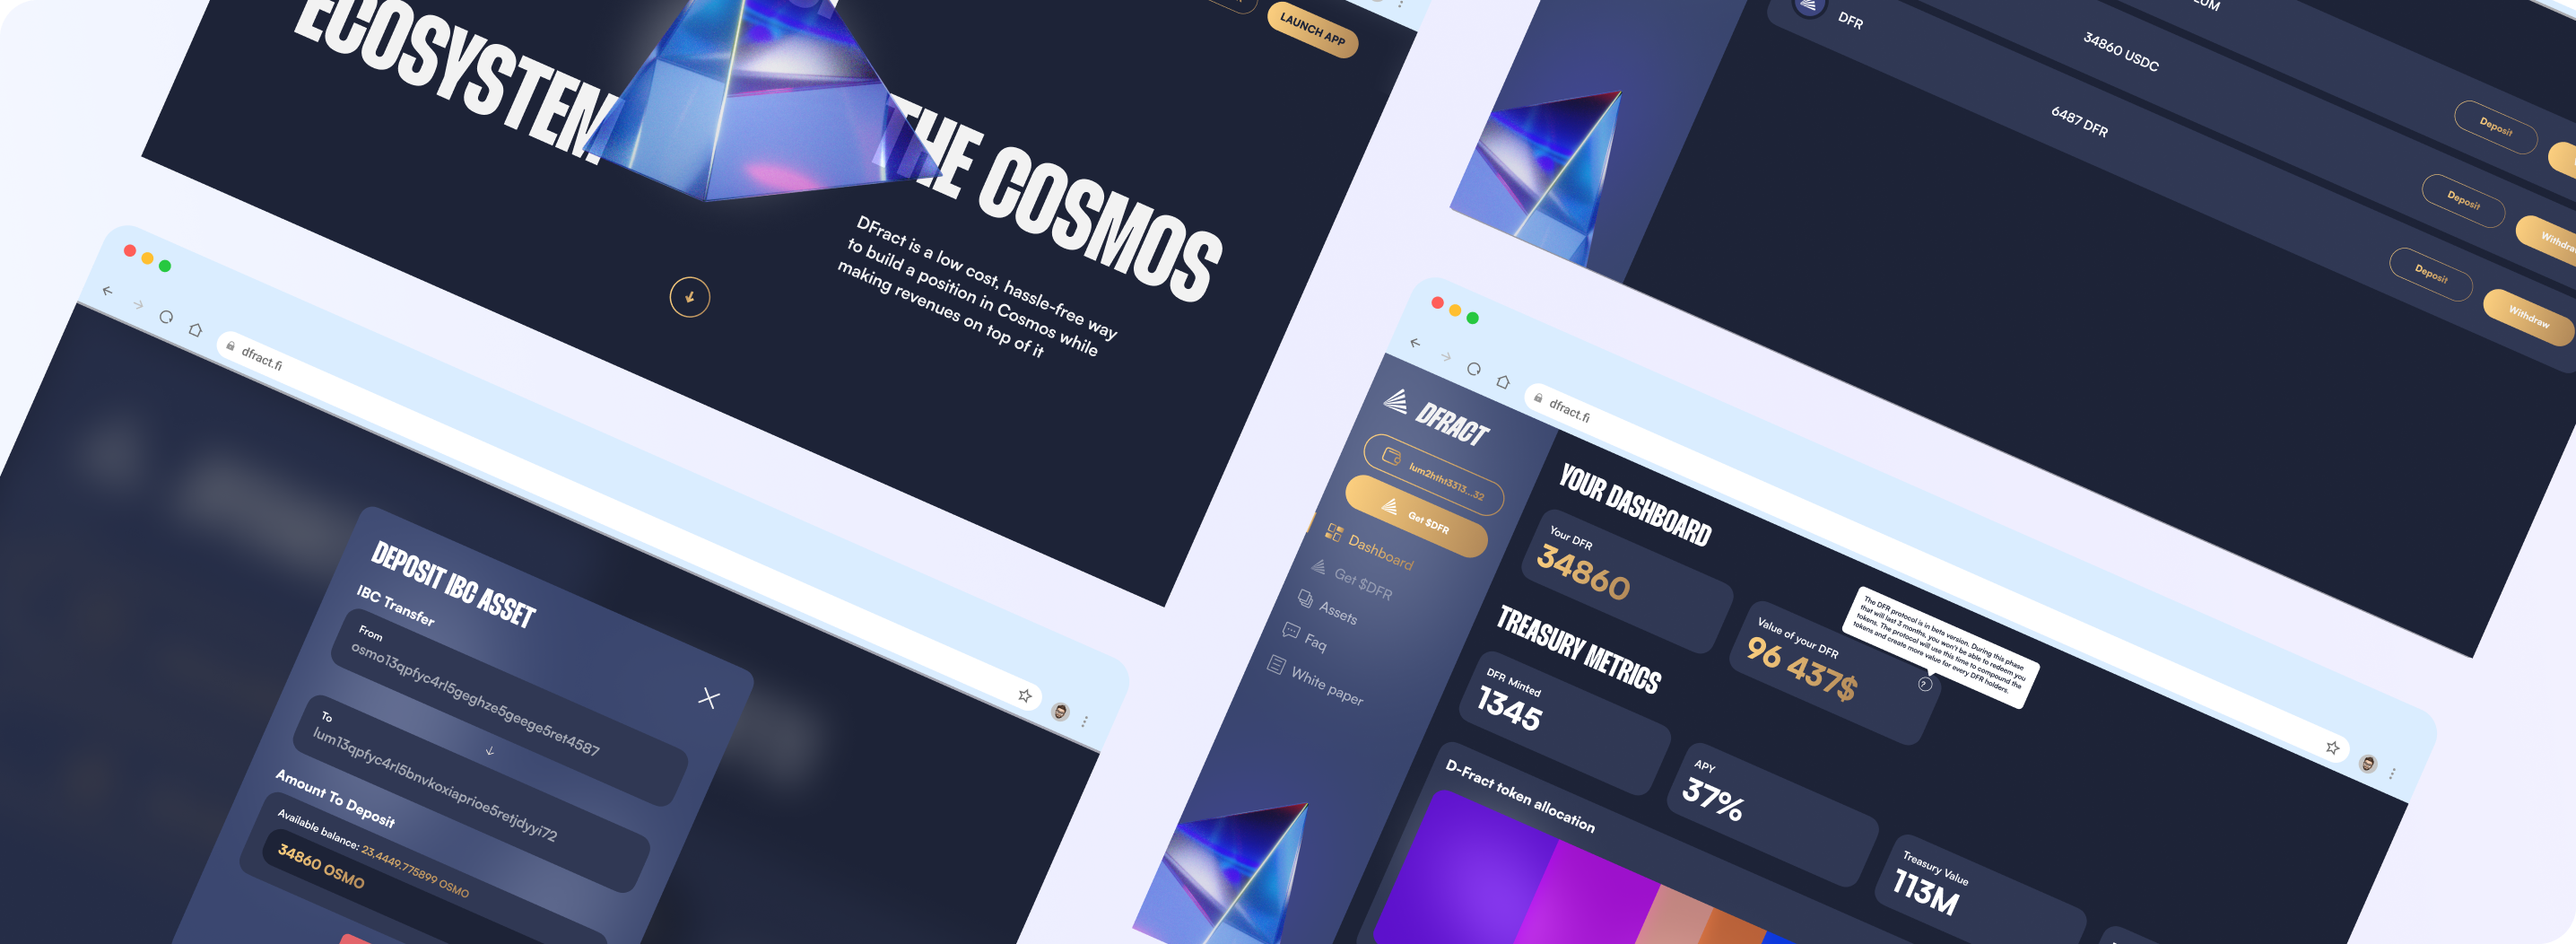 ECOSYSTEM
THE COSMOS
LAUNCH APP
DFract is a low cost, hassle-free way
to build a position in Cosmos while
making revenues on top of it
DFR
34860 USDC
6487 DFR
Deposit
Deposit
Withdraw
Deposit
Withdraw
dfract.fi
DEPOSIT IBC ASSET
IBC Transfer
From
osmo13qpfyc4rl5geghze5geege5ret4587
To
lum13qpfyc4rl5bnvkoxiaprioe5retjdyyi72
Amount To Deposit
Available balance: 23,4449.775899 OSMO
34860 OSMO
dfract.fi
DFRACT
lum2htht3313...32
Get $DFR
Dashboard
Get $DFR
Assets
Faq
White paper
YOUR DASHBOARD
Your DFR
34860
Value of your DFR
96 437$
The DFR protocol is in beta version. During this phase
that will last 3 months, you won't be able to redeem you
tokens. The protocol will use this time to compound the
tokens and create more value for every DFR holders.
?
TREASURY METRICS
DFR Minted
1345
APY
37%
Treasury Value
113M
D-Fract token allocation